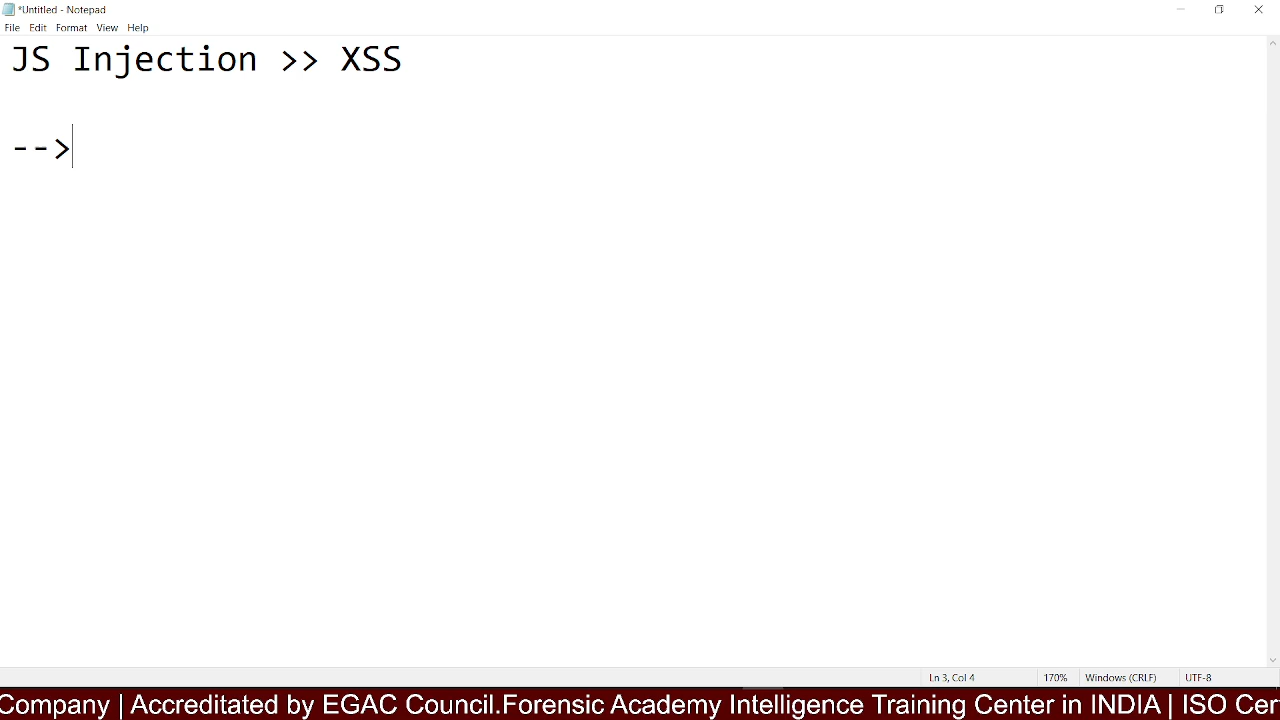 *Untitled - Notepad
File Edit Format View Help
JS Injection >> XSS
-->
Ln 3, Col 4 170% Windows (CRLF) UTF-8
Company | Accreditated by EGAC Council.Forensic Academy Intelligence Training Center in INDIA | ISO Cer